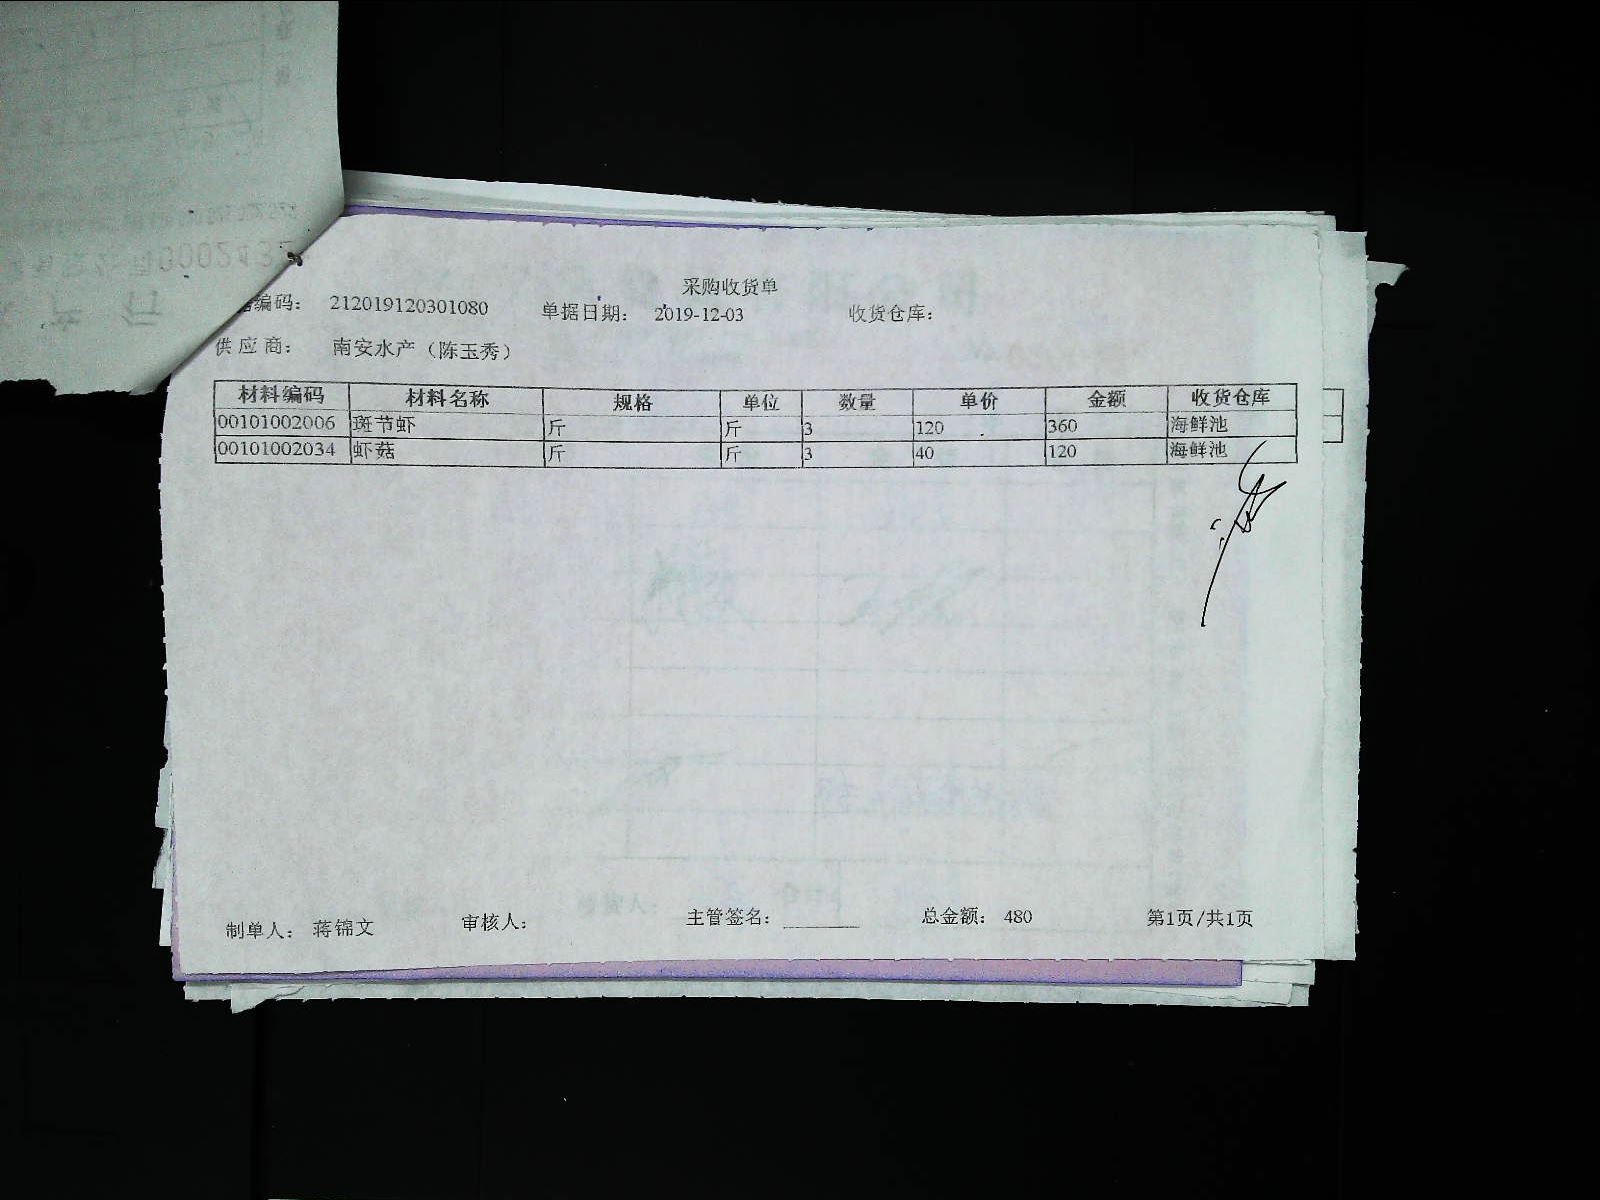 采购收货单
编码： 212019120301080 单据日期： 2019-12-03 收货仓库：
供应商： 南安水产（陈玉秀）
材料编码 材料名称 规格 单位 数量 单价 金额 收货仓库
00101002006 斑节虾 斤 斤 3 120 360 海鲜池
00101002034 虾菇 斤 斤 3 40 120 海鲜池
制单人： 蒋锦文 审核人： 主管签名： 总金额： 480 第1页/共1页
0002432